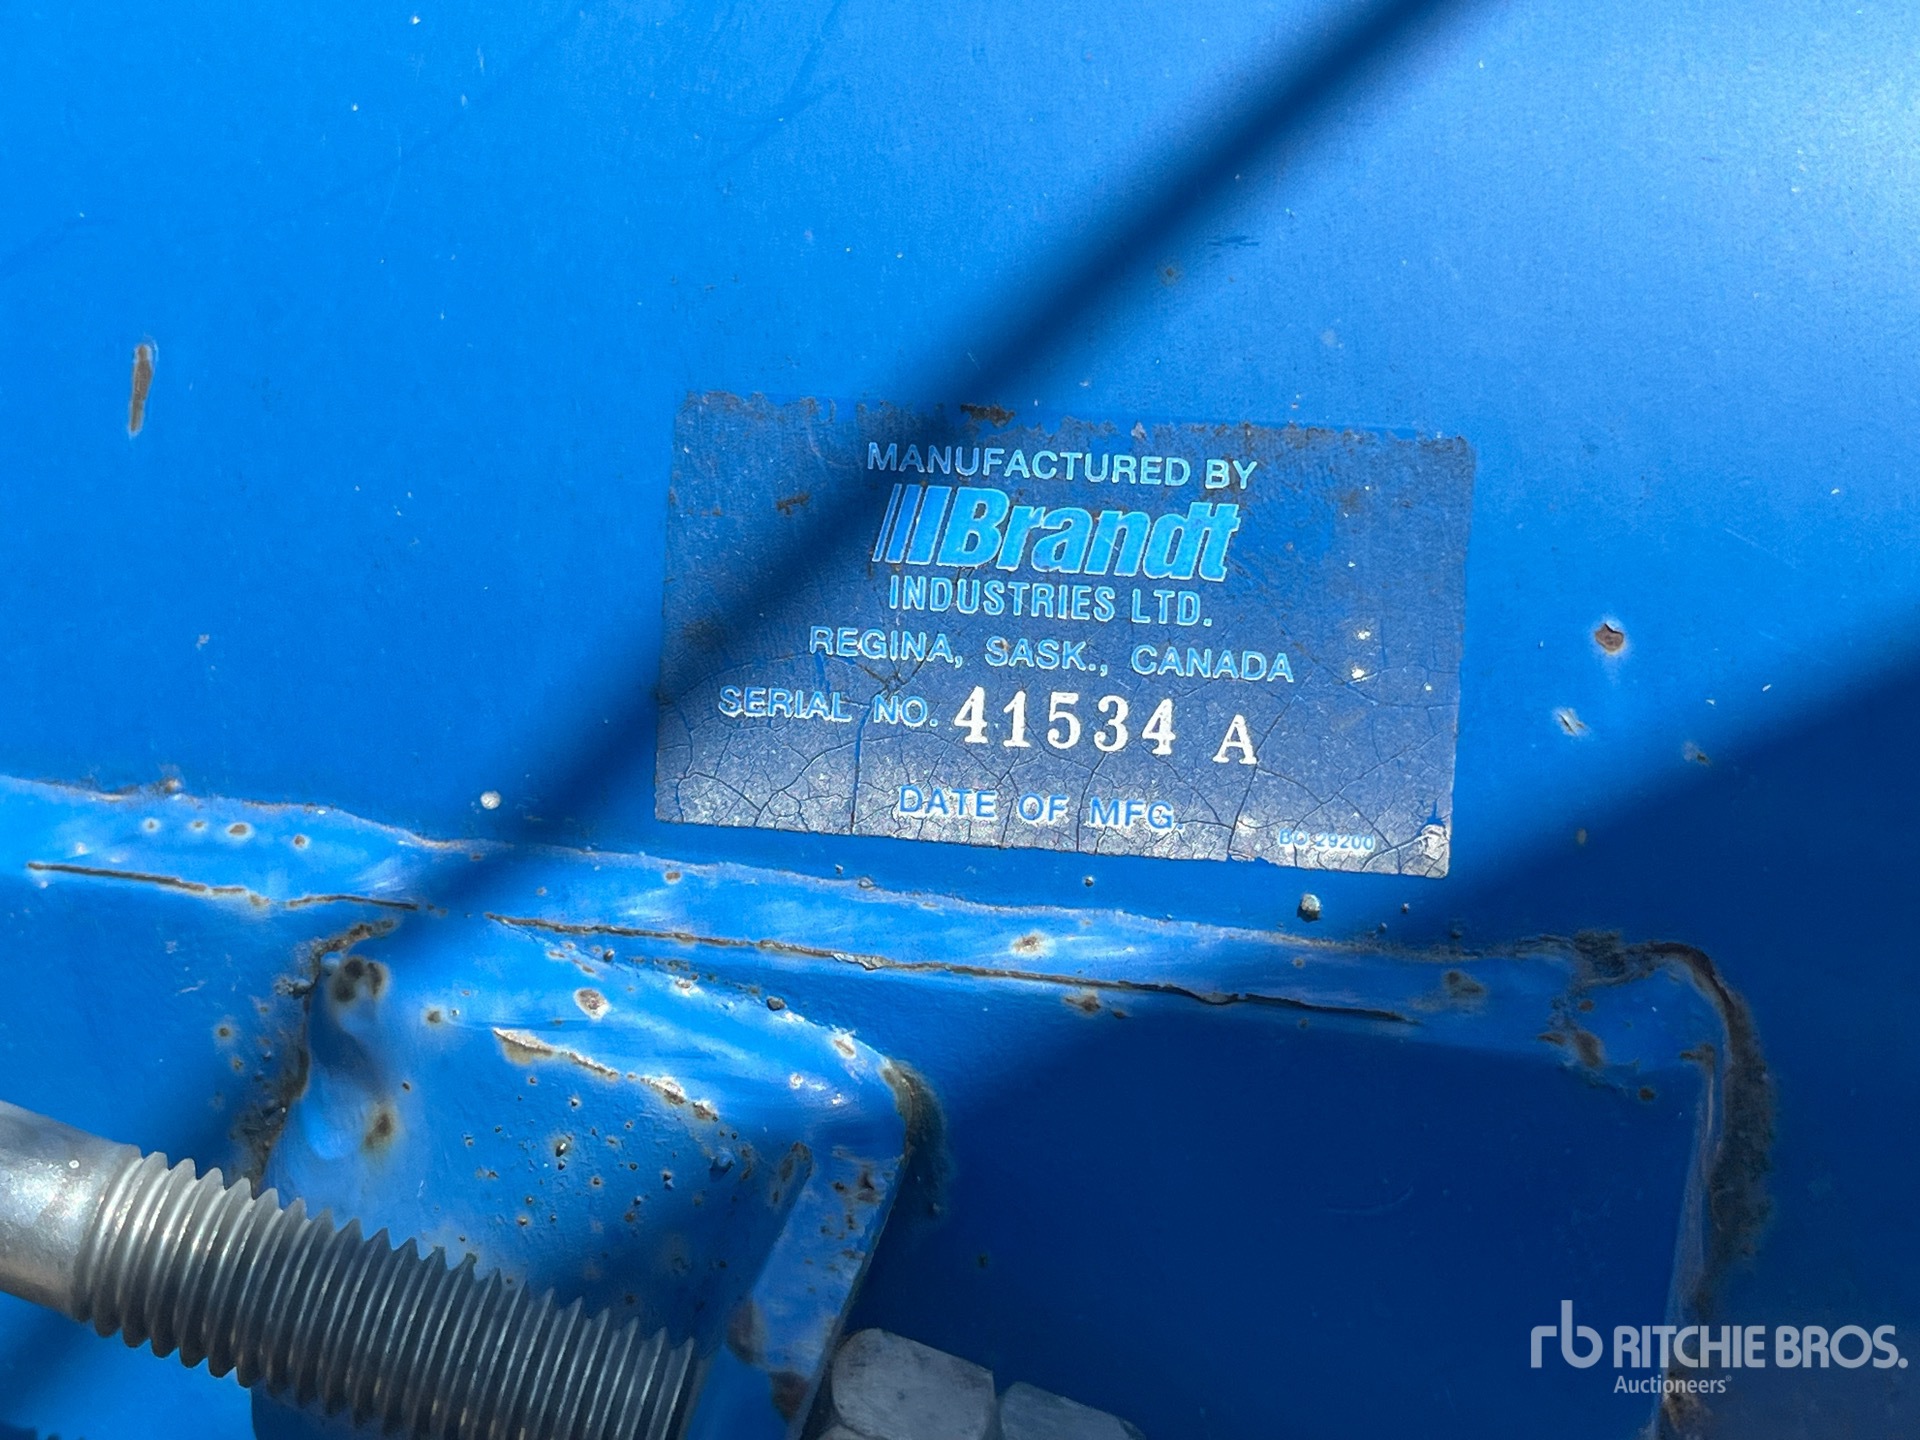 MANUFACTURED BY
Brandt
INDUSTRIES LTD.
REGINA, SASK., CANADA
SERIAL NO. 41534 A
DATE OF MFG.
BO 29200
rb RITCHIE BROS.
Auctioneers